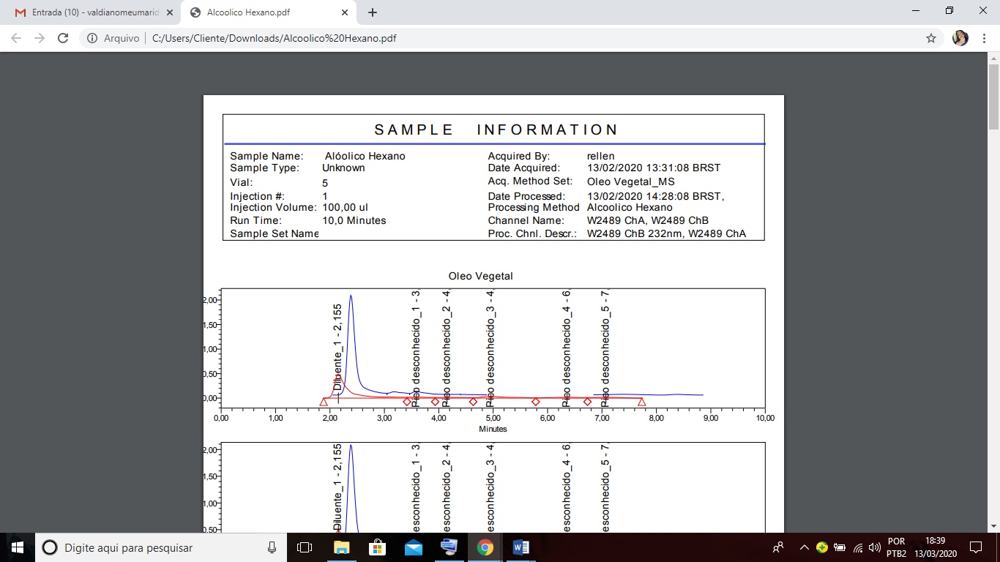 Entrada (10) - valdianomeumarid
Alcoolico Hexano.pdf
Arquivo
C:/Users/Cliente/Downloads/Alcoolico%20Hexano.pdf
SAMPLE INFORMATION
Sample Name: Alóolico Hexano
Sample Type: Unknown
Vial: 5
Injection #: 1
Injection Volume: 100,00 ul
Run Time: 10,0 Minutes
Sample Set Name
Acquired By: rellen
Date Acquired: 13/02/2020 13:31:08 BRST
Acq. Method Set: Oleo Vegetal_MS
Date Processed: 13/02/2020 14:28:08 BRST,
Processing Method Alcoolico Hexano
Channel Name: W2489 ChA, W2489 ChB
Proc. Chnl. Descr.: W2489 ChB 232nm, W2489 ChA
Oleo Vegetal
2,00
1,50
1,00
0,50
0,00
Diluente_1 - 2,155
Pico desconhecido_1 - 3,
Pico desconhecido_2 - 4,
Pico desconhecido_3 - 4,
Pico desconhecido_4 - 6,
Pico desconhecido_5 - 7,
0,00 1,00 2,00 3,00 4,00 5,00 6,00 7,00 8,00 9,00 10,00
Minutes
2,00
1,50
1,00
0,50
Diluente_1 - 2,155
esconhecido_1 - 3,
esconhecido_2 - 4,
esconhecido_3 - 4,
esconhecido_4 - 6,
esconhecido_5 - 7,
Digite aqui para pesquisar
POR
PTB2
18:39
13/03/2020